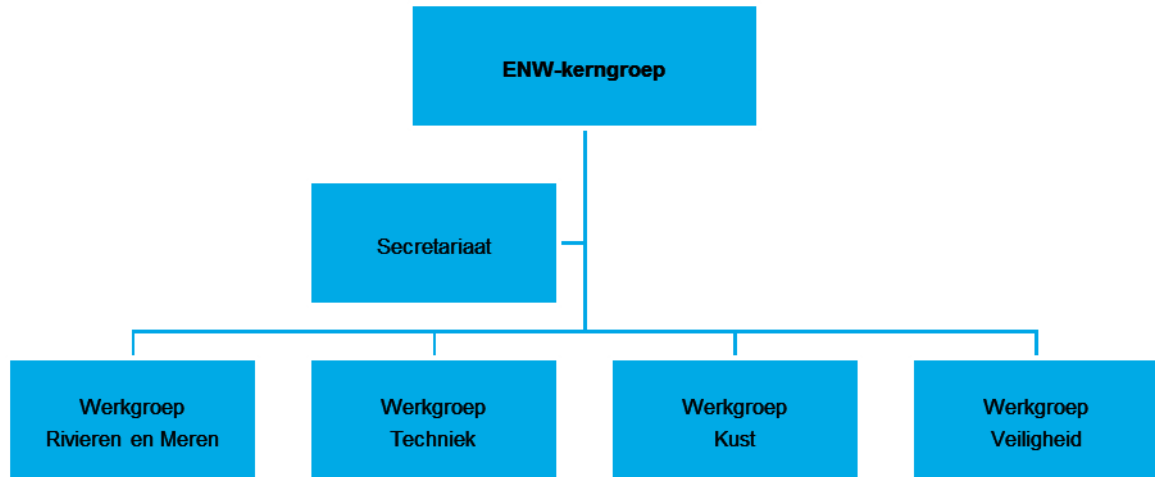 ENW-kerngroep
Secretariaat
Werkgroep
Rivieren en Meren
Werkgroep
Techniek
Werkgroep
Kust
Werkgroep
Veiligheid